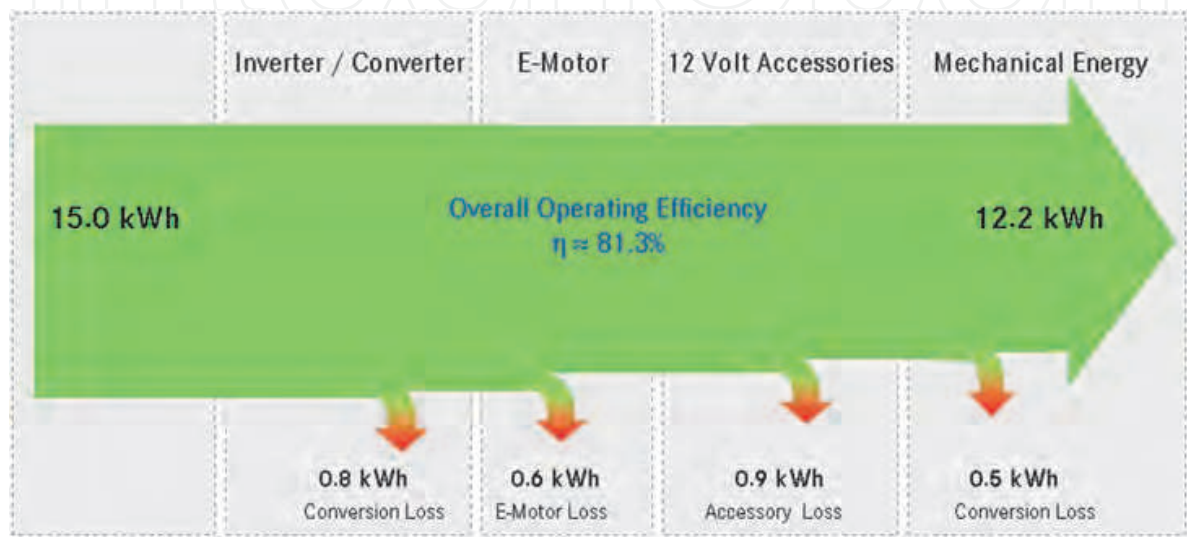 Inverter / Converter
E-Motor
12 Volt Accessories
Mechanical Energy
15.0 kWh
Overall Operating Efficiency
η ≈ 81.3%
12.2 kWh
0.8 kWh
Conversion Loss
0.6 kWh
E-Motor Loss
0.9 kWh
Accessory Loss
0.5 kWh
Conversion Loss